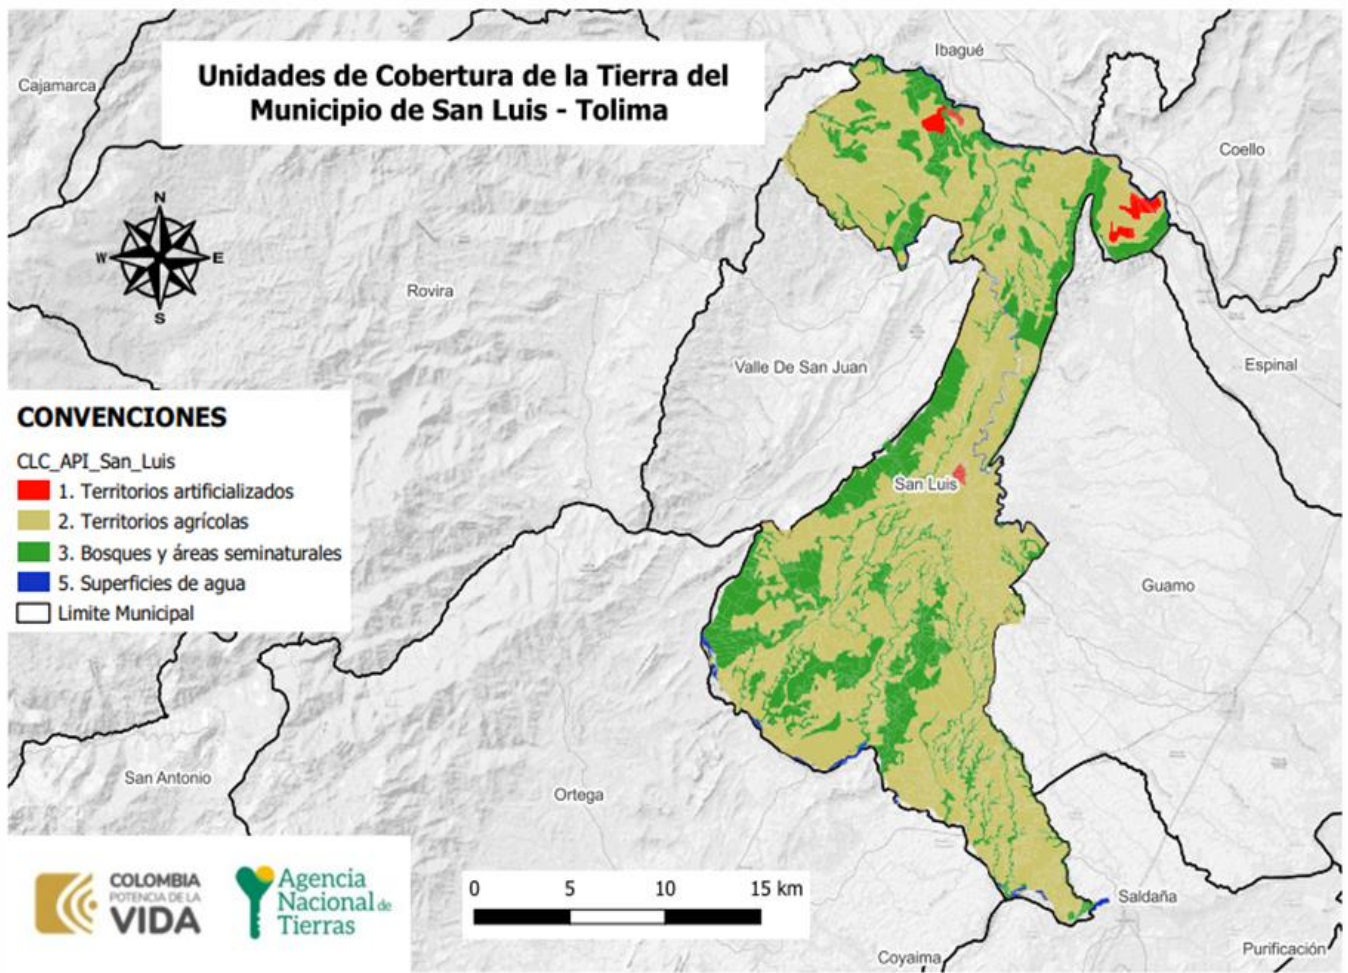 Unidades de Cobertura de la Tierra del
Municipio de San Luis - Tolima
Cajamarca
Ibagué
Coello
N
W
E
S
Rovira
Valle De San Juan
Espinal
CONVENCIONES
CLC_API_San_Luis
1. Territorios artificializados
2. Territorios agrícolas
3. Bosques y áreas seminaturales
5. Superficies de agua
Limite Municipal
San Luis
Guamo
San Antonio
Ortega
COLOMBIA
POTENCIA DE LA
VIDA
Agencia
Nacional de
Tierras
0 5 10 15 km
Saldaña
Coyaima
Purificación